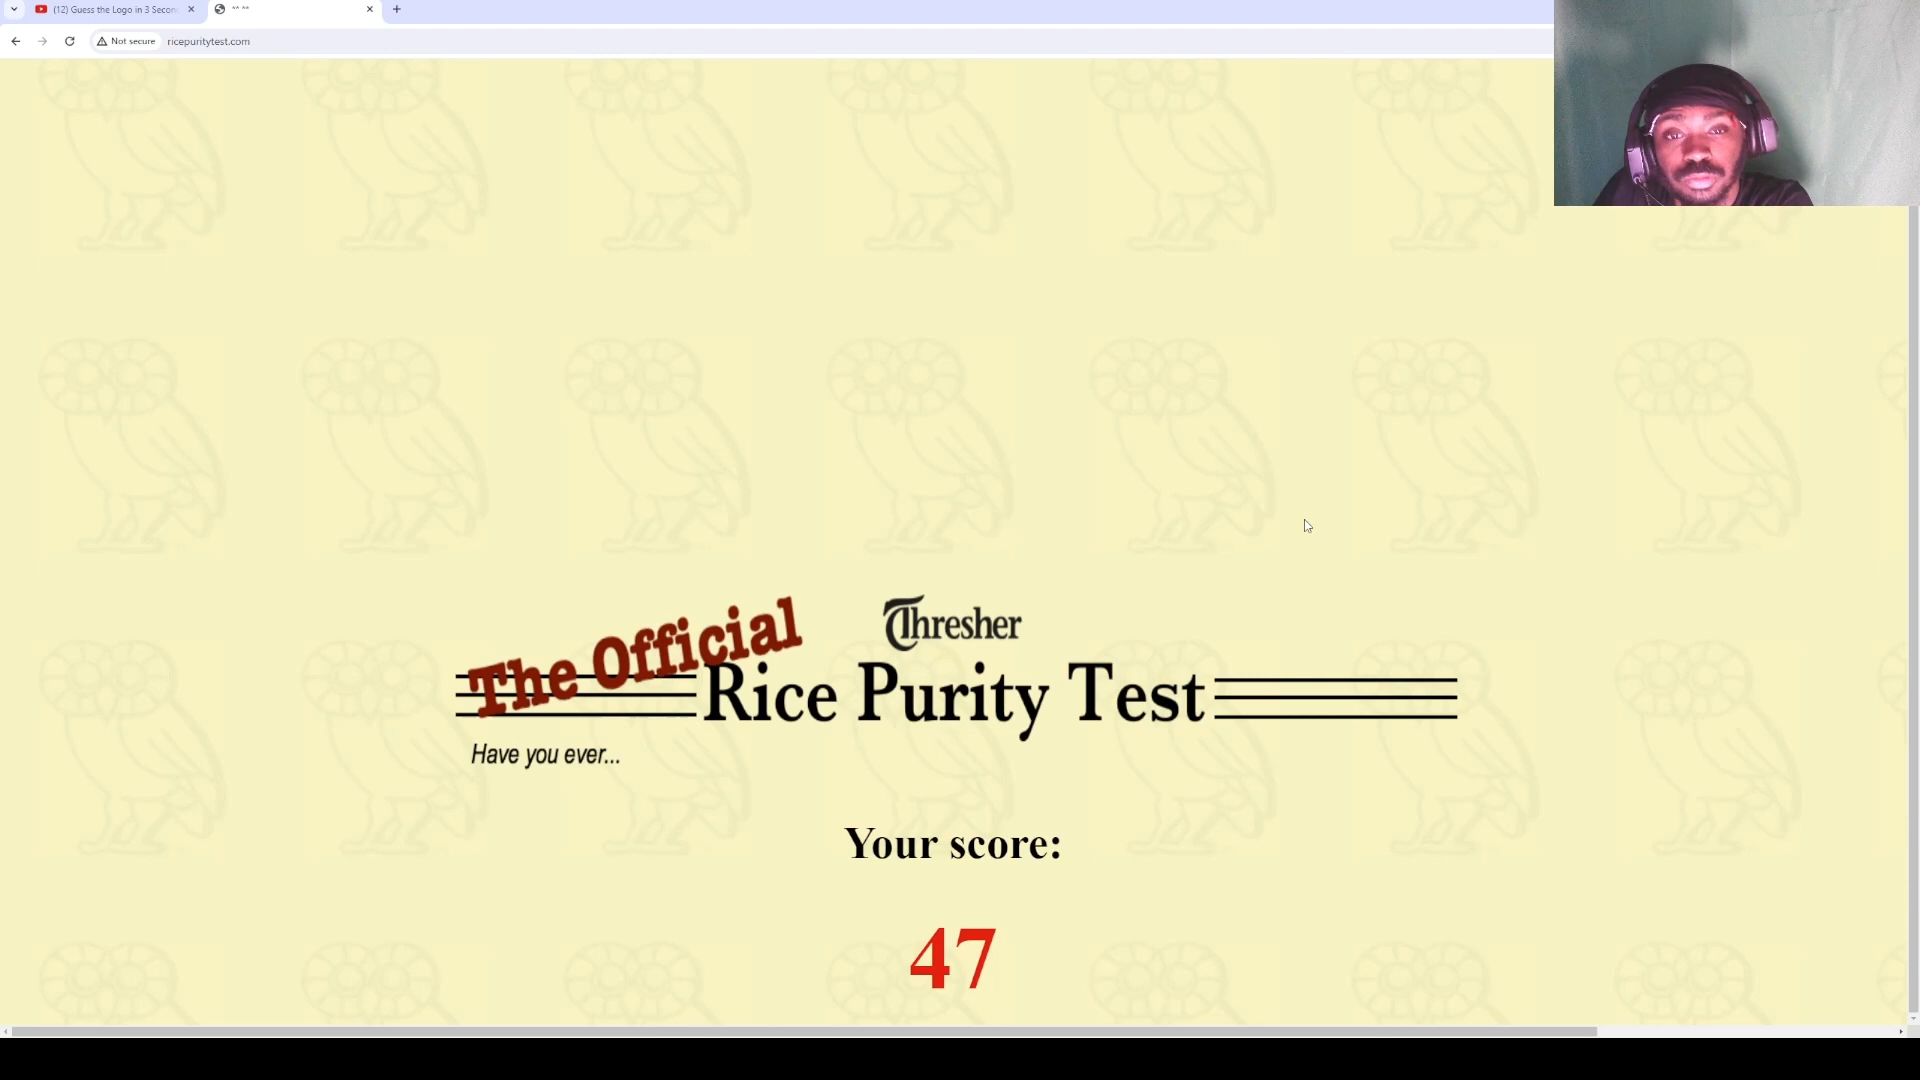 (12) Guess the Logo in 3 Secon
** **
Not secure
ricepuritytest.com
The Official
Thresher
Rice Purity Test
Have you ever...
Your score:
47